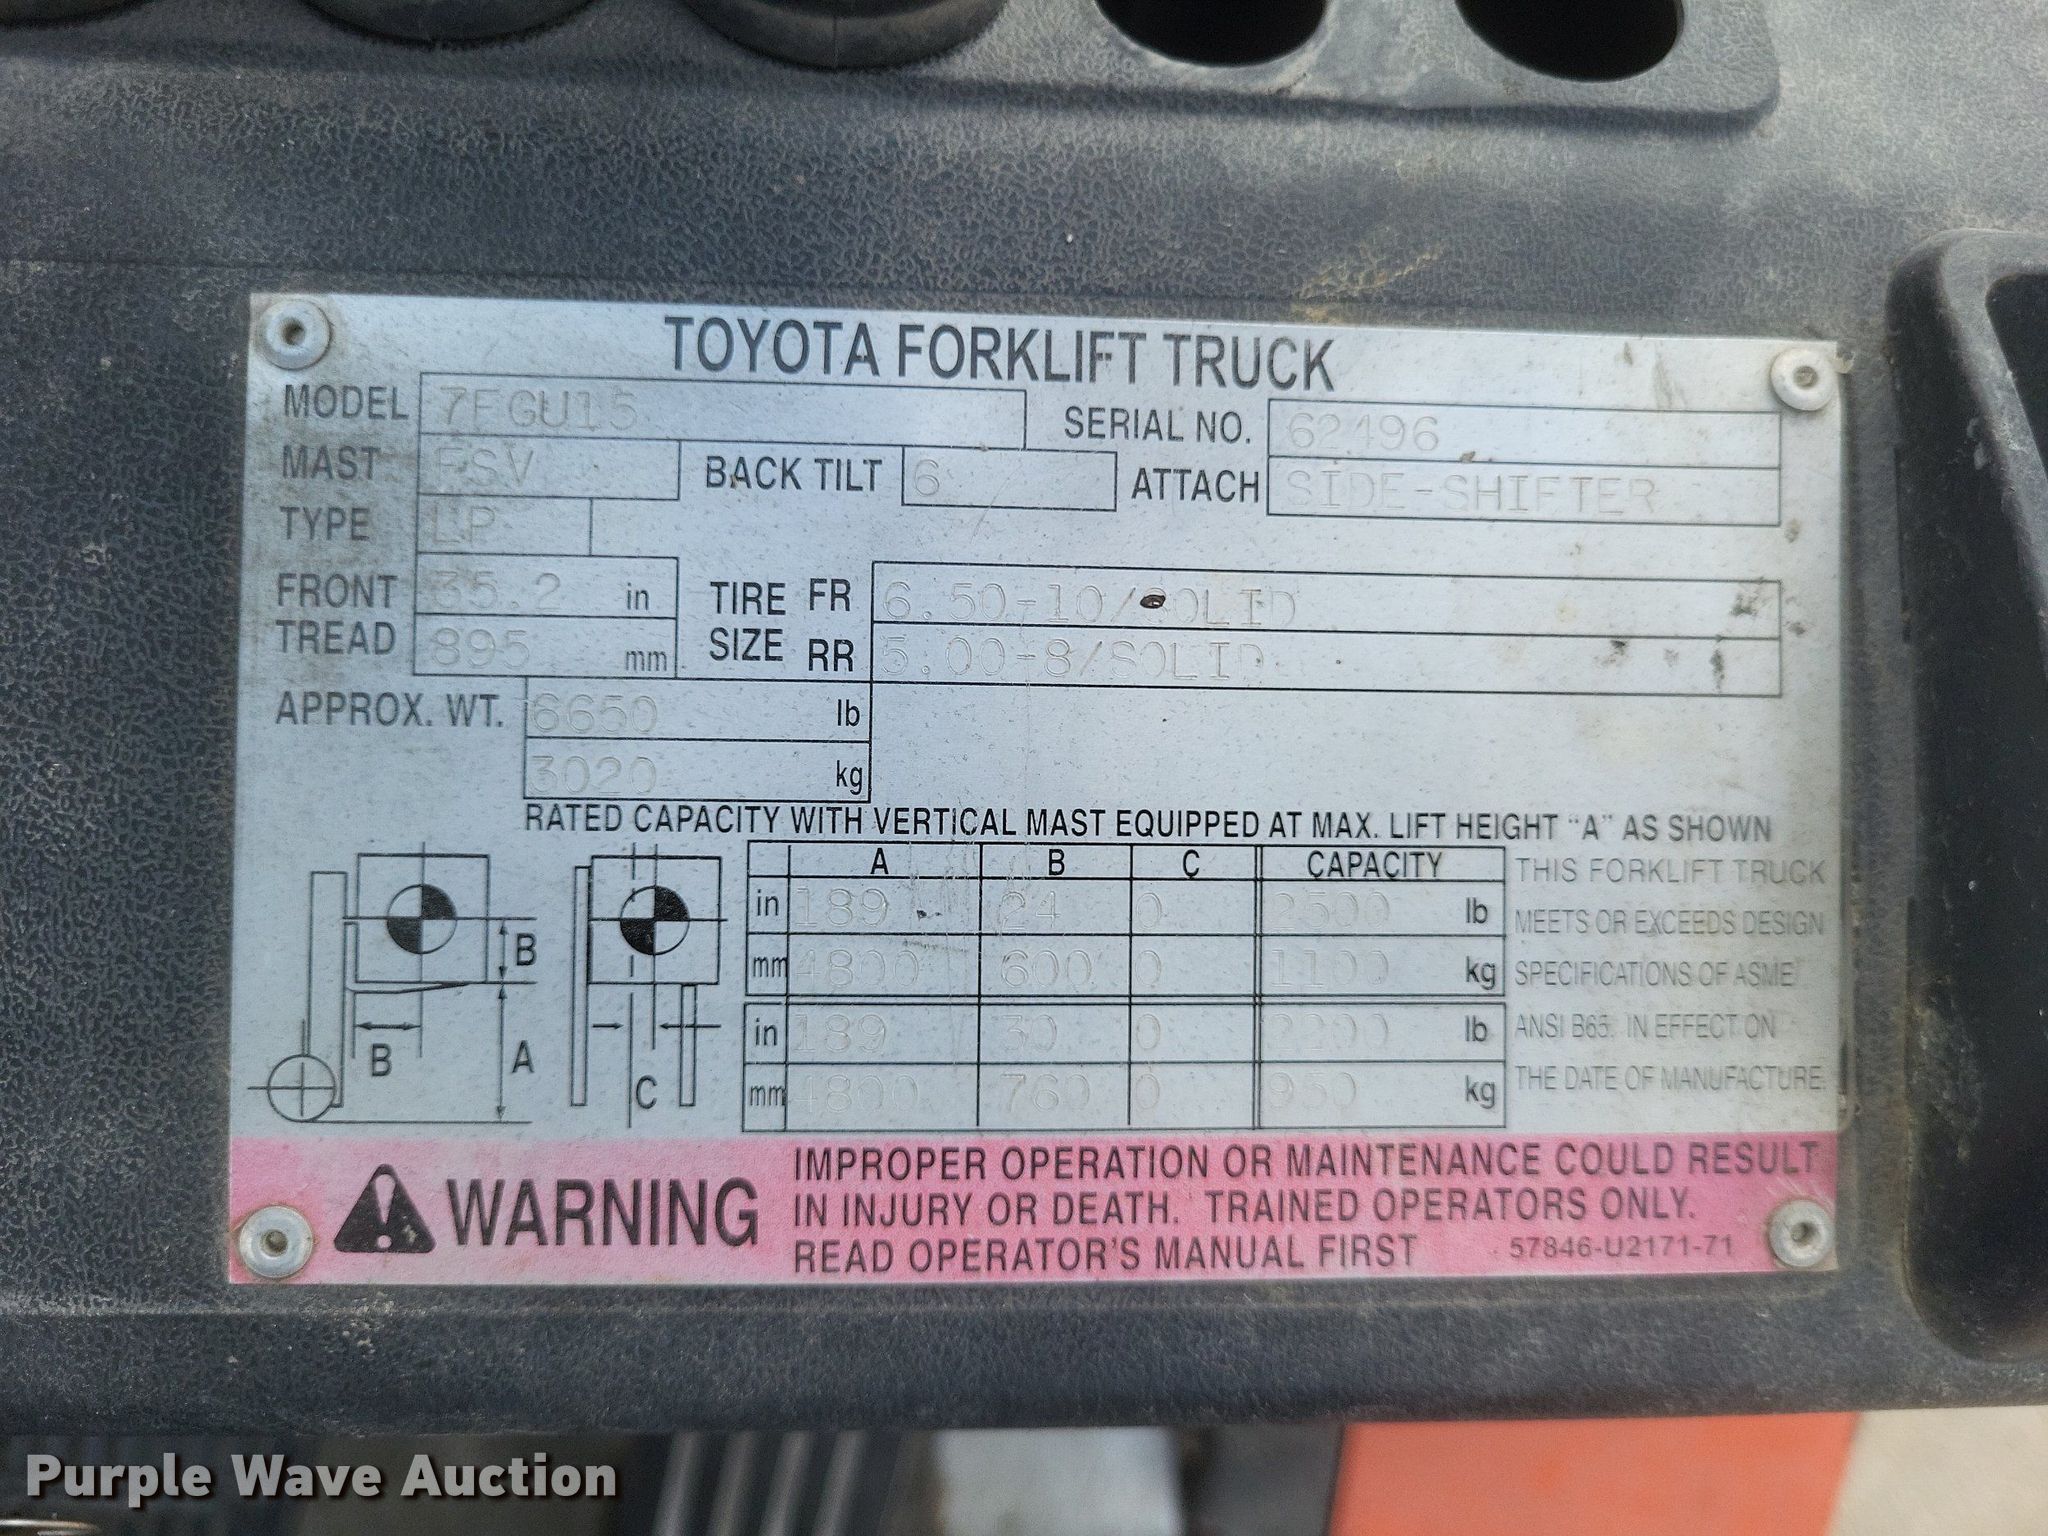 TOYOTA FORKLIFT TRUCK
MODEL 7FGU15 SERIAL NO. 62496
MAST FSV BACK TILT 6 ATTACH SIDE-SHIFTER
TYPE LP
FRONT TREAD 35.2 in TIRE SIZE FR 6.50-10/SOLID
895 mm RR 5.00-8/SOLID
APPROX. WT. 6650 lb
3020 kg
RATED CAPACITY WITH VERTICAL MAST EQUIPPED AT MAX. LIFT HEIGHT "A" AS SHOWN
A B C CAPACITY
in 189 24 0 2500 lb
mm 4800 600 0 1100 kg
in 189 30 0 2200 lb
mm 4800 760 0 950 kg
THIS FORKLIFT TRUCK
MEETS OR EXCEEDS DESIGN
SPECIFICATIONS OF ASME
ANSI B65. IN EFFECT ON
THE DATE OF MANUFACTURE.
B
B
A
C
WARNING
IMPROPER OPERATION OR MAINTENANCE COULD RESULT
IN INJURY OR DEATH. TRAINED OPERATORS ONLY.
READ OPERATOR'S MANUAL FIRST 57846-U2171-71
Purple Wave Auction